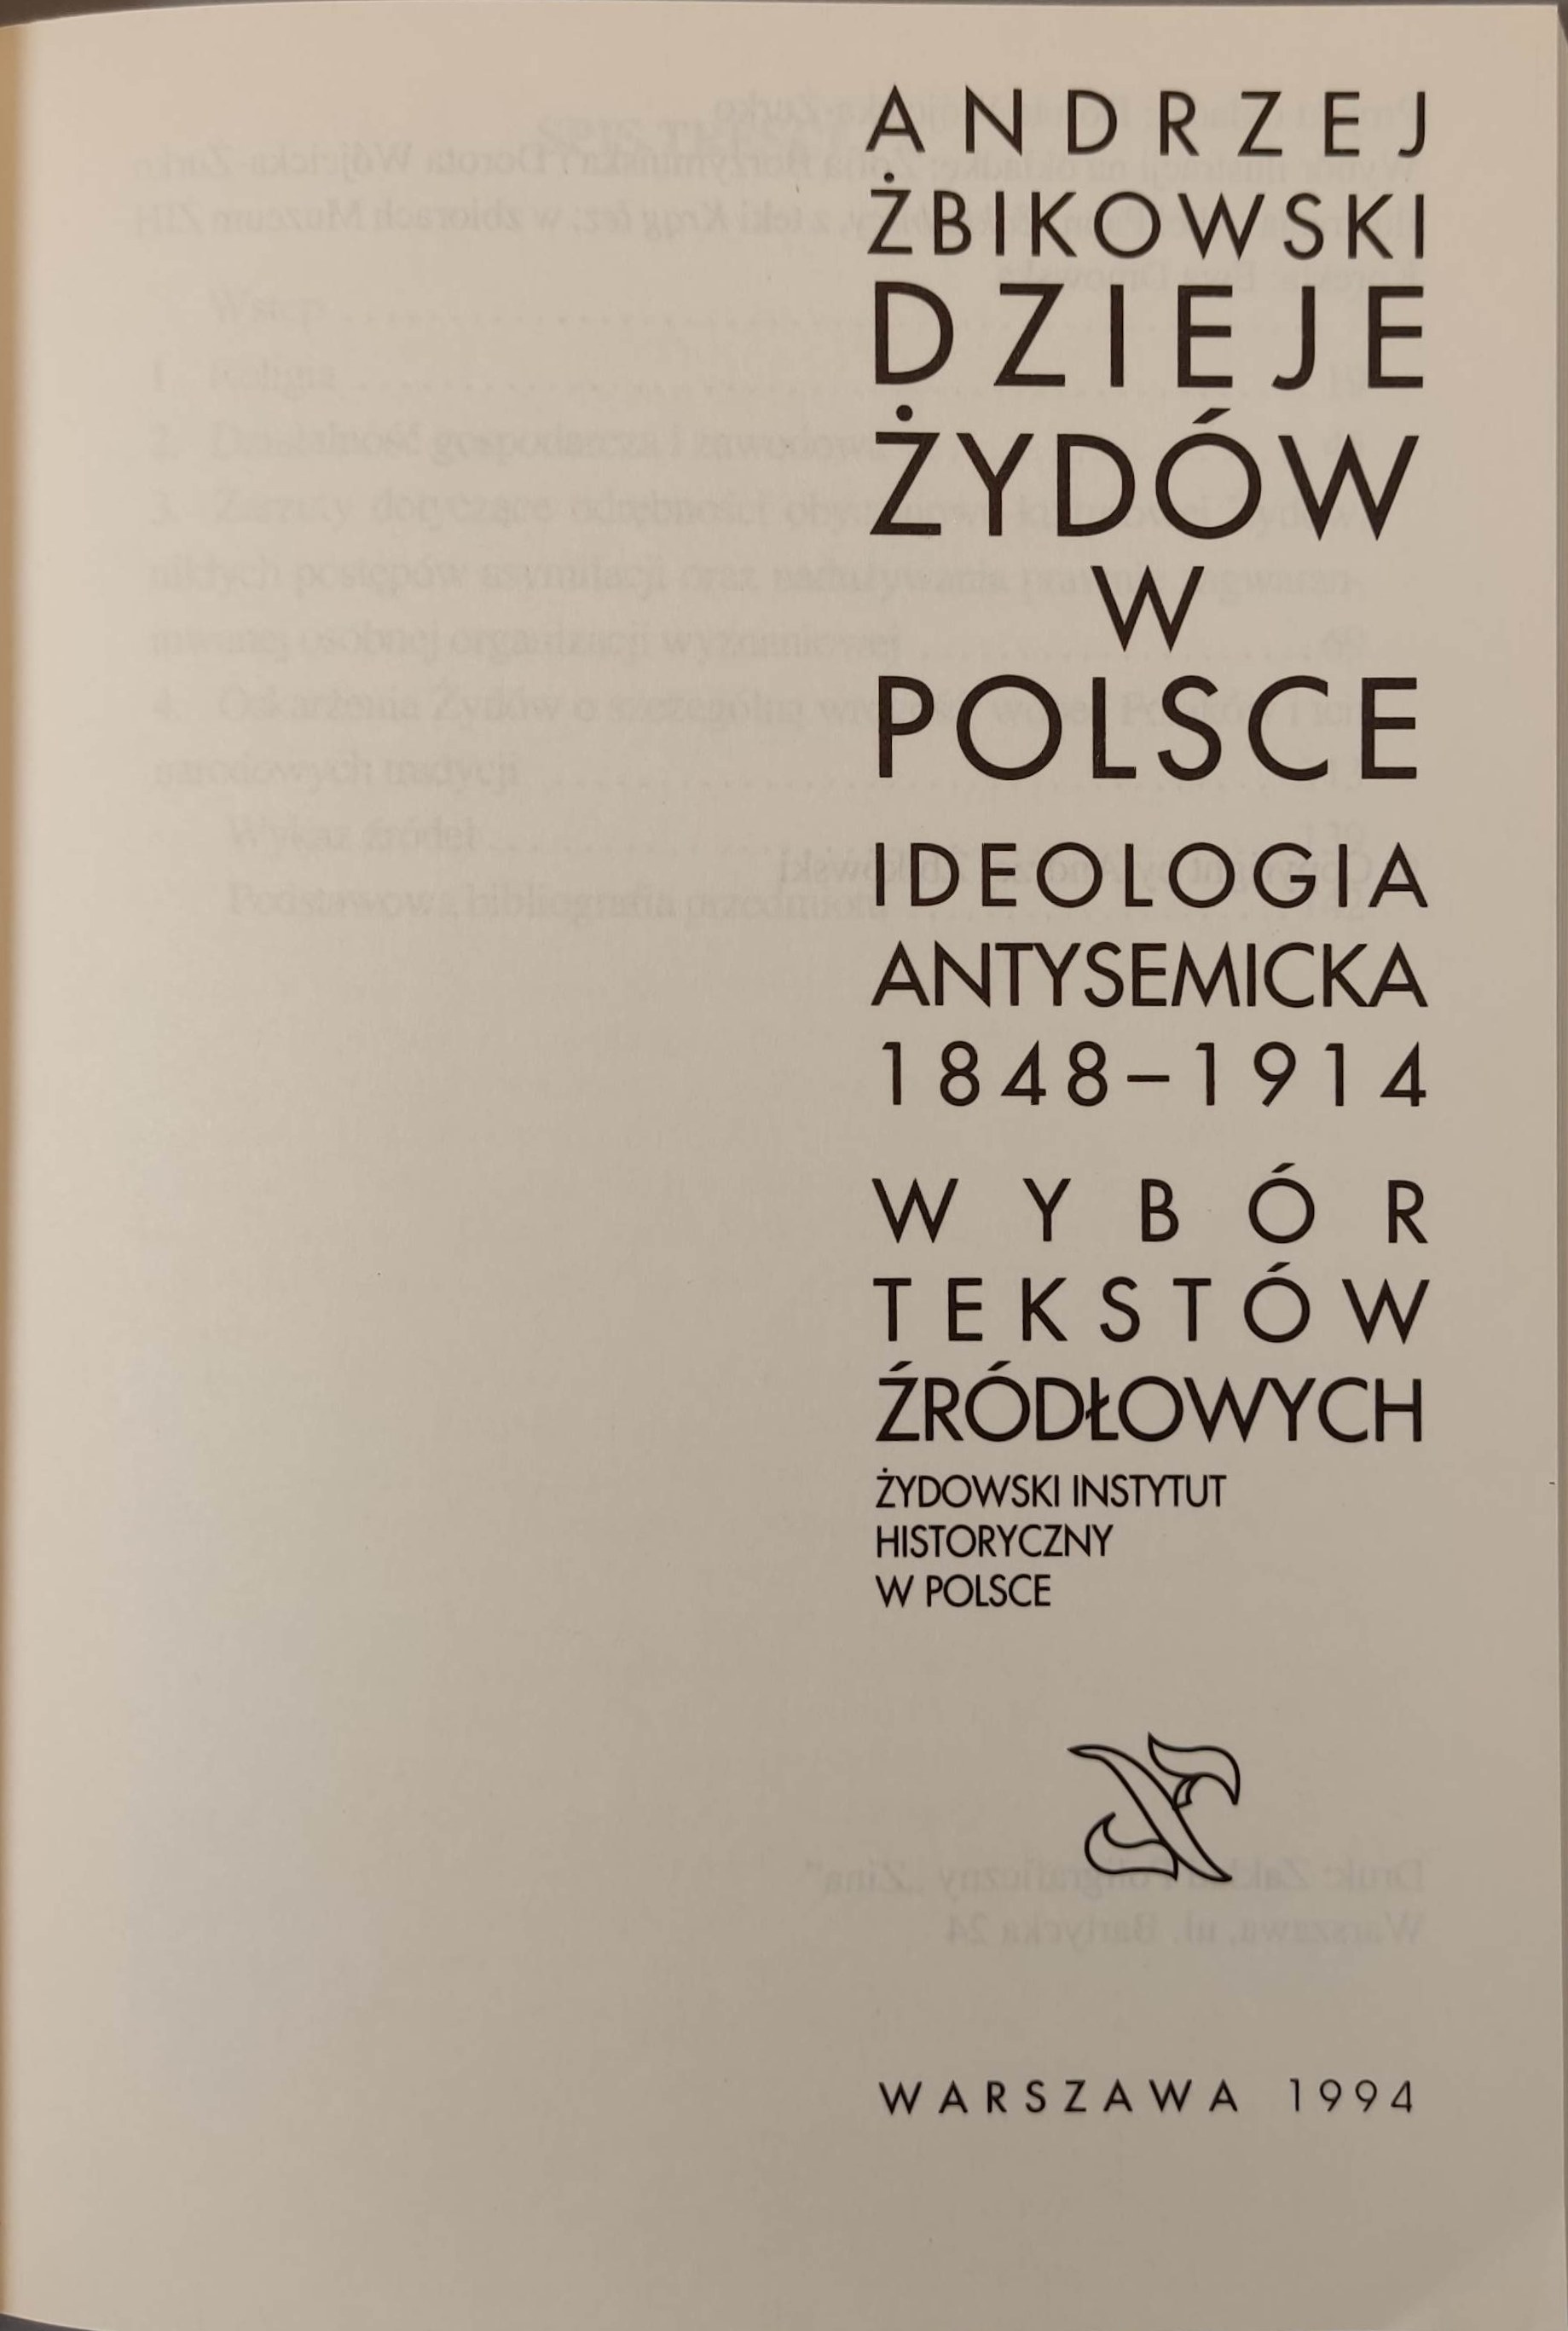 ANDRZEJ
ŻBIKOWSKI
DZIEJE
ŻYDÓW
W
POLSCE
IDEOLOGIA
ANTYSEMICKA
1848–1914
WYBÓR
TEKSTÓW
ŹRÓDŁOWYCH
ŻYDOWSKI INSTYTUT
HISTORYCZNY
W POLSCE
WARSZAWA 1994